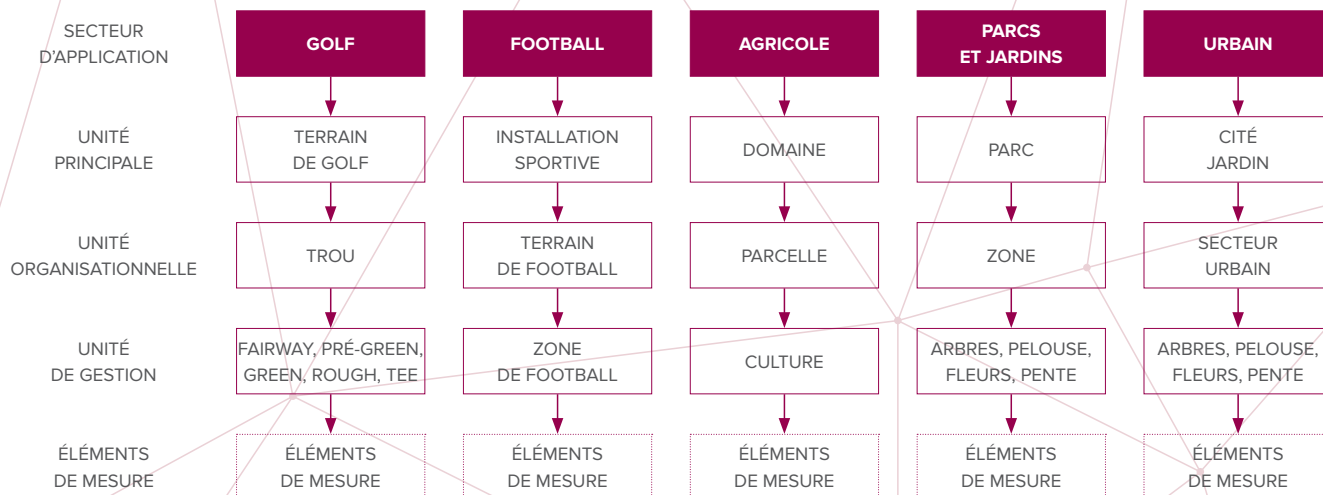 SECTEUR
D'APPLICATION
GOLF
FOOTBALL
AGRICOLE
PARCS
ET JARDINS
URBAIN
UNITÉ
PRINCIPALE
TERRAIN
DE GOLF
INSTALLATION
SPORTIVE
DOMAINE
PARC
CITÉ
JARDIN
UNITÉ
ORGANISATIONNELLE
TROU
TERRAIN
DE FOOTBALL
PARCELLE
ZONE
SECTEUR
URBAIN
UNITÉ
DE GESTION
FAIRWAY, PRÉ-GREEN,
GREEN, ROUGH, TEE
ZONE
DE FOOTBALL
CULTURE
ARBRES, PELOUSE,
FLEURS, PENTE
ARBRES, PELOUSE,
FLEURS, PENTE
ÉLÉMENTS
DE MESURE
ÉLÉMENTS
DE MESURE
ÉLÉMENTS
DE MESURE
ÉLÉMENTS
DE MESURE
ÉLÉMENTS
DE MESURE
ÉLÉMENTS
DE MESURE